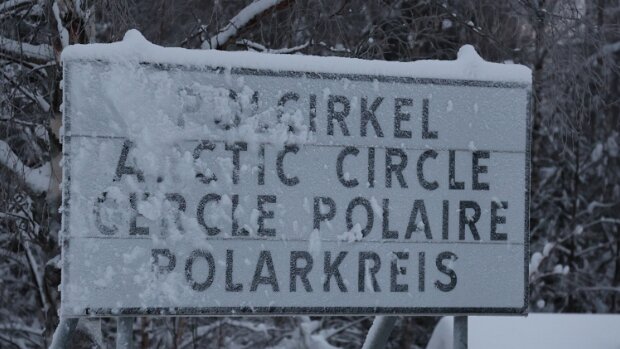 POLCIRKEL
ARCTIC CIRCLE
CERCLE POLAIRE
POLARKREIS